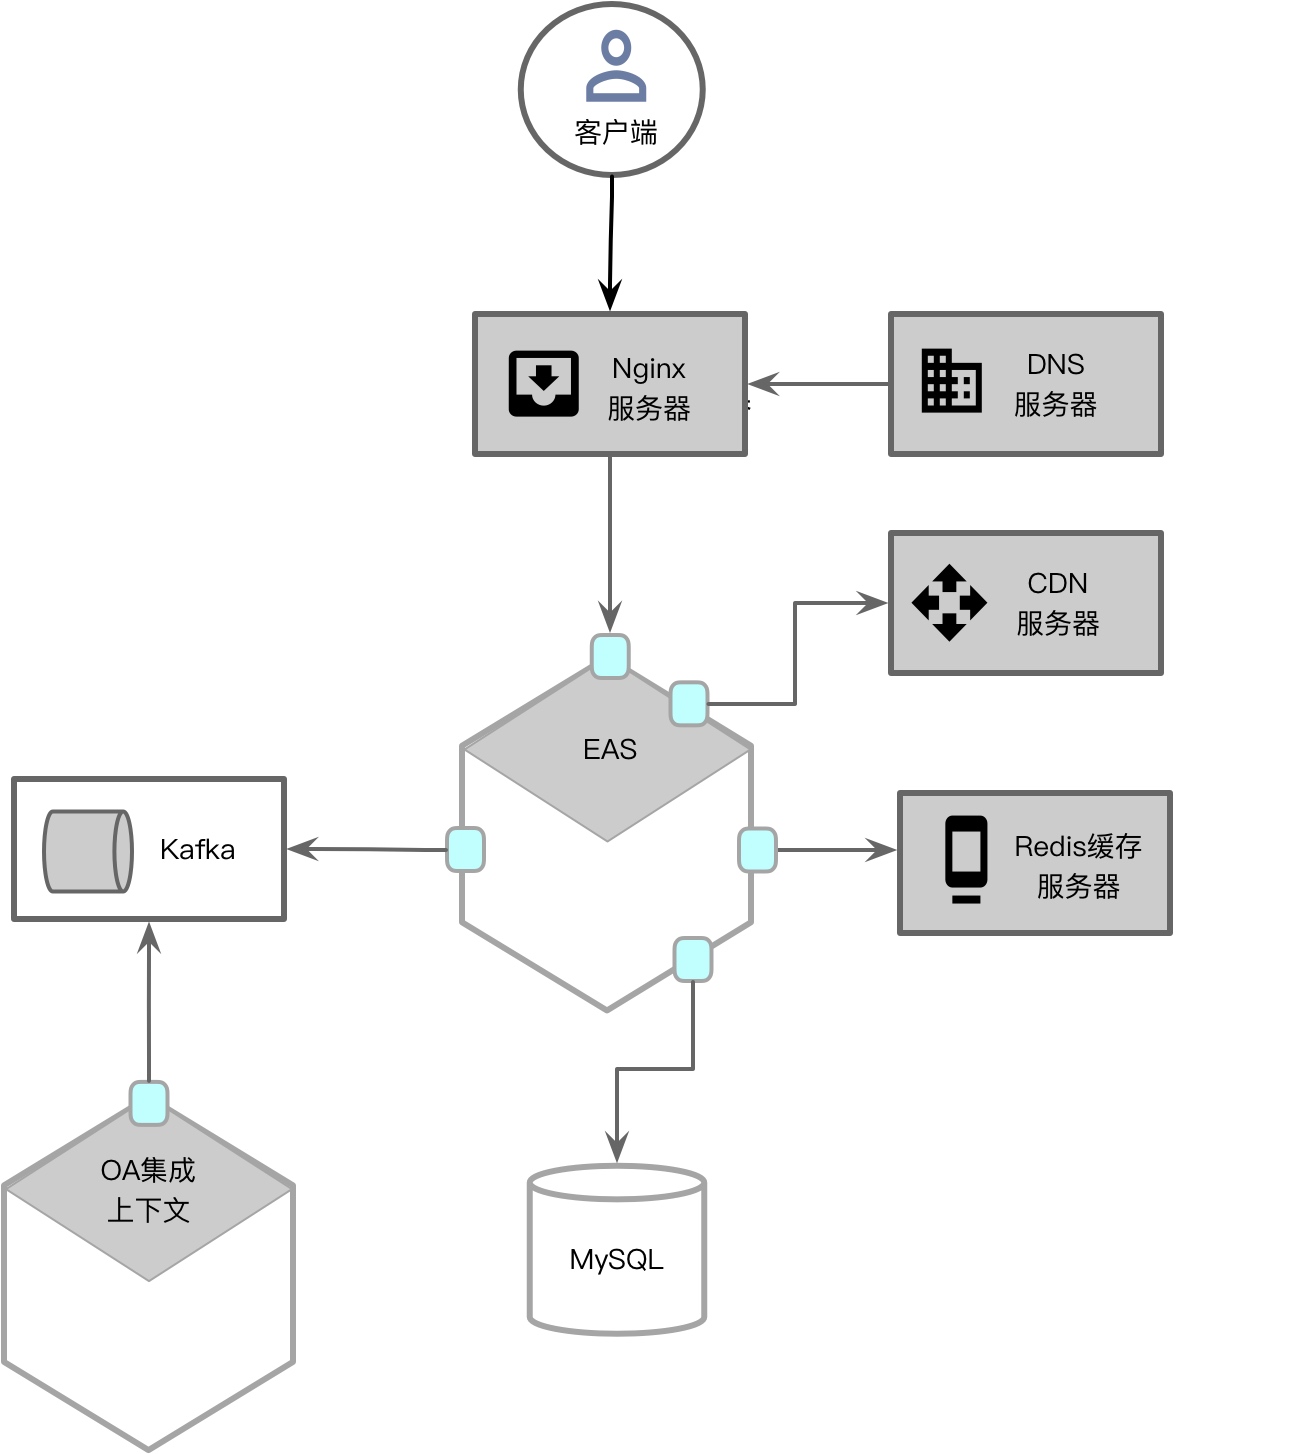 客户端
Nginx
服务器
DNS
服务器
CDN
服务器
EAS
Kafka
Redis缓存
服务器
OA集成
上下文
MySQL